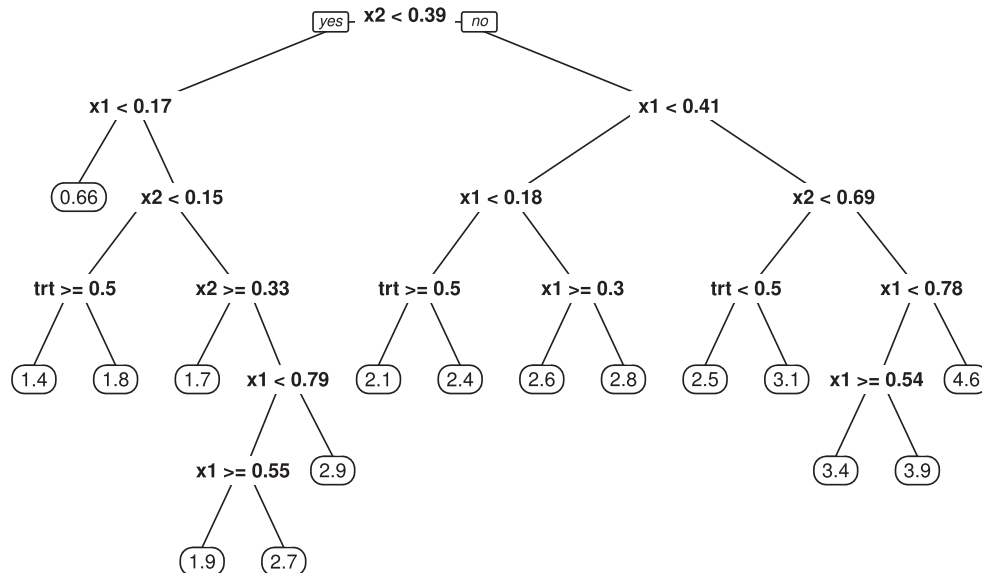 yes x2 < 0.39 no
x1 < 0.17 x1 < 0.41
0.66 x2 < 0.15 x1 < 0.18 x2 < 0.69
trt >= 0.5 x2 >= 0.33 trt >= 0.5 x1 >= 0.3 trt < 0.5 x1 < 0.78
1.4 1.8 1.7 x1 < 0.79 2.1 2.4 2.6 2.8 2.5 3.1 x1 >= 0.54 4.6
x1 >= 0.55 2.9 3.4 3.9
1.9 2.7